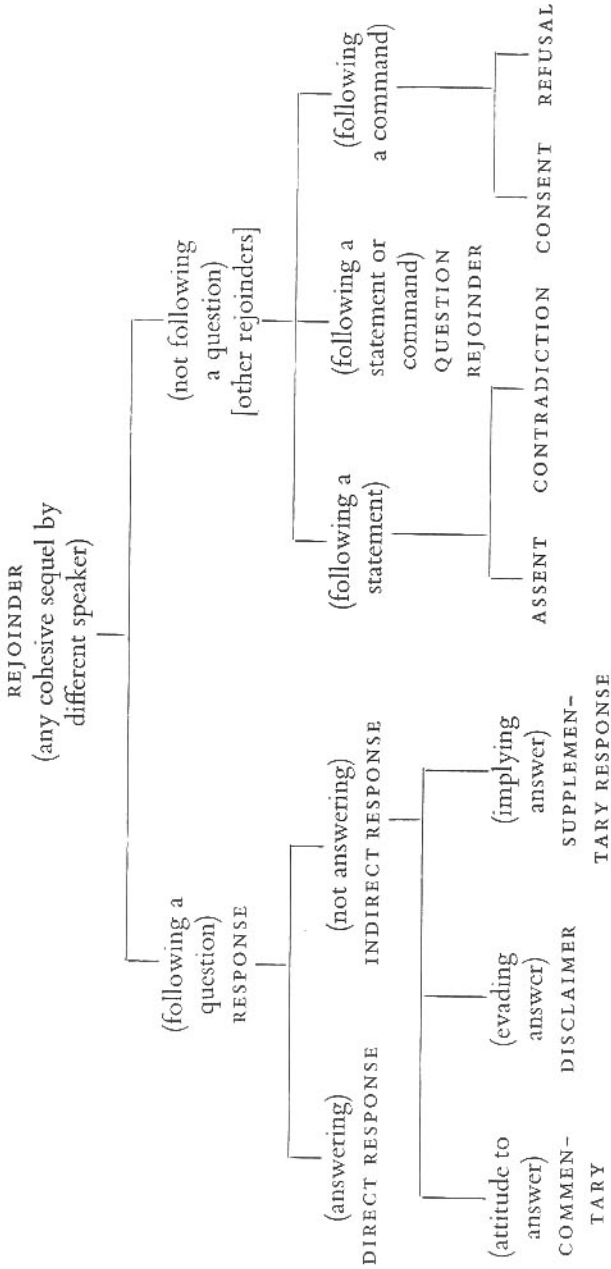 REJOINDER
(any cohesive sequel by
different speaker)
(following a
question)
RESPONSE
(not following
a question)
[other rejoinders]
(answering)
DIRECT RESPONSE
(not answering)
INDIRECT RESPONSE
(following a
statement)
(following a
statement or
command)
QUESTION
REJOINDER
(following
a command)
(attitude to
answer)
COMMEN-
TARY
(evading
answer)
DISCLAIMER
(implying
answer)
SUPPLEMEN-
TARY RESPONSE
ASSENT
CONTRADICTION
CONSENT
REFUSAL